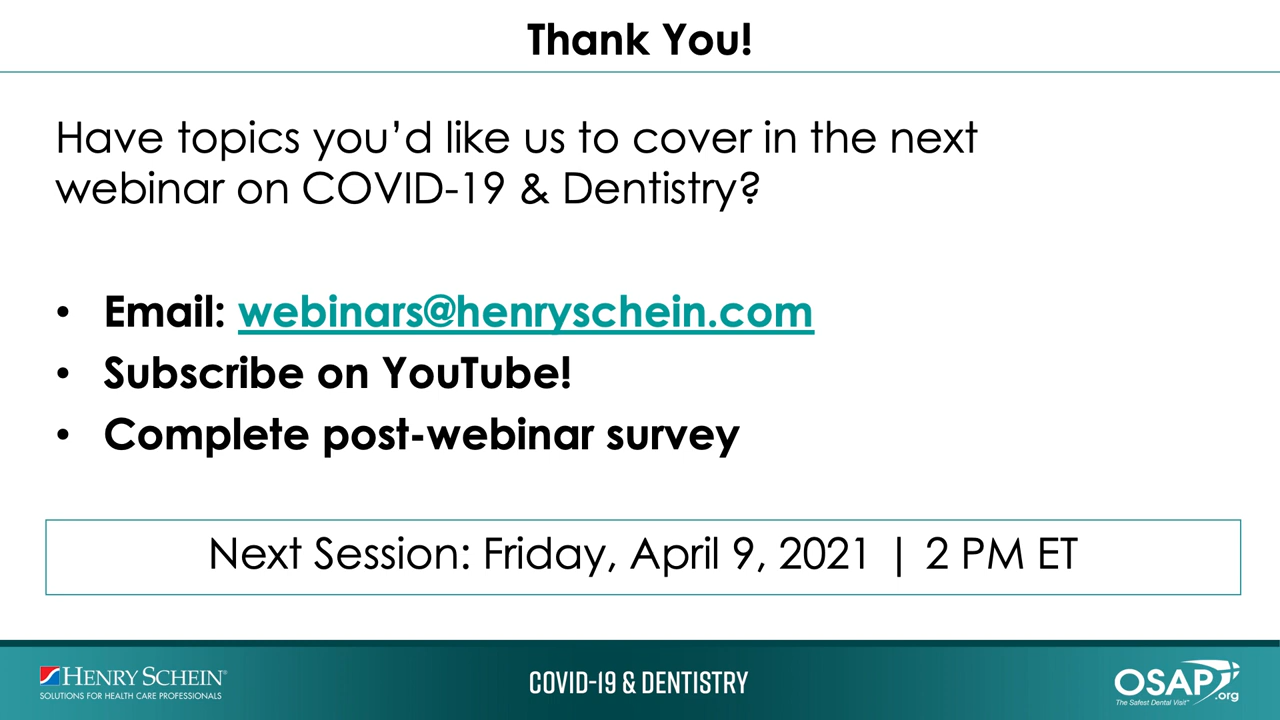 Thank You!
Have topics you’d like us to cover in the next
webinar on COVID-19 & Dentistry?
• Email: webinars@henryschein.com
• Subscribe on YouTube!
• Complete post-webinar survey
Next Session: Friday, April 9, 2021 | 2 PM ET
HENRY SCHEIN®
SOLUTIONS FOR HEALTH CARE PROFESSIONALS
COVID-19 & DENTISTRY
OSAP.org
The Safest Dental Visit™